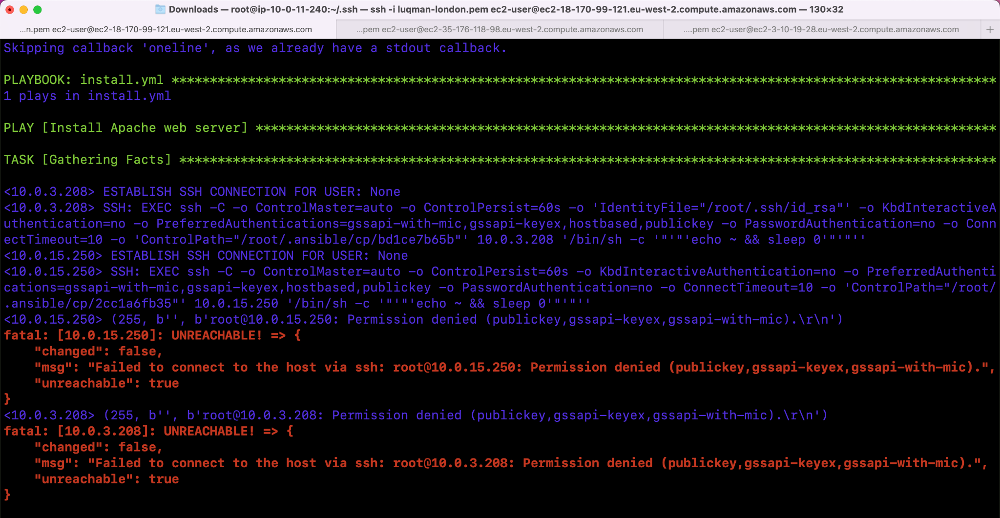 Downloads — root@ip-10-0-11-240:~/.ssh — ssh -i luqman-london.pem ec2-user@ec2-18-170-99-121.eu-west-2.compute.amazonaws.com — 130×32
...n.pem ec2-user@ec2-18-170-99-121.eu-west-2.compute.amazonaws.com
...pem ec2-user@ec2-35-176-118-98.eu-west-2.compute.amazonaws.com
....pem ec2-user@ec2-3-10-19-28.eu-west-2.compute.amazonaws.com
+
Skipping callback 'oneline', as we already have a stdout callback.
PLAYBOOK: install.yml ************************************************************************************************************
1 plays in install.yml
PLAY [Install Apache web server] *************************************************************************************************
TASK [Gathering Facts] ***********************************************************************************************************
<10.0.3.208> ESTABLISH SSH CONNECTION FOR USER: None
<10.0.3.208> SSH: EXEC ssh -C -o ControlMaster=auto -o ControlPersist=60s -o 'IdentityFile="/root/.ssh/id_rsa"' -o KbdInteractiveA
uthentication=no -o PreferredAuthentications=gssapi-with-mic,gssapi-keyex,hostbased,publickey -o PasswordAuthentication=no -o Conn
ectTimeout=10 -o 'ControlPath="/root/.ansible/cp/bd1ce7b65b"' 10.0.3.208 '/bin/sh -c '"'"'echo ~ && sleep 0'"'"''
<10.0.15.250> ESTABLISH SSH CONNECTION FOR USER: None
<10.0.15.250> SSH: EXEC ssh -C -o ControlMaster=auto -o ControlPersist=60s -o KbdInteractiveAuthentication=no -o PreferredAuthenti
cations=gssapi-with-mic,gssapi-keyex,hostbased,publickey -o PasswordAuthentication=no -o ConnectTimeout=10 -o 'ControlPath="/root/
.ansible/cp/2cc1a6fb35"' 10.0.15.250 '/bin/sh -c '"'"'echo ~ && sleep 0'"'"''
<10.0.15.250> (255, b'', b'root@10.0.15.250: Permission denied (publickey,gssapi-keyex,gssapi-with-mic).\r\n')
fatal: [10.0.15.250]: UNREACHABLE! => {
    "changed": false,
    "msg": "Failed to connect to the host via ssh: root@10.0.15.250: Permission denied (publickey,gssapi-keyex,gssapi-with-mic).",
    "unreachable": true
}
<10.0.3.208> (255, b'', b'root@10.0.3.208: Permission denied (publickey,gssapi-keyex,gssapi-with-mic).\r\n')
fatal: [10.0.3.208]: UNREACHABLE! => {
    "changed": false,
    "msg": "Failed to connect to the host via ssh: root@10.0.3.208: Permission denied (publickey,gssapi-keyex,gssapi-with-mic).",
    "unreachable": true
}